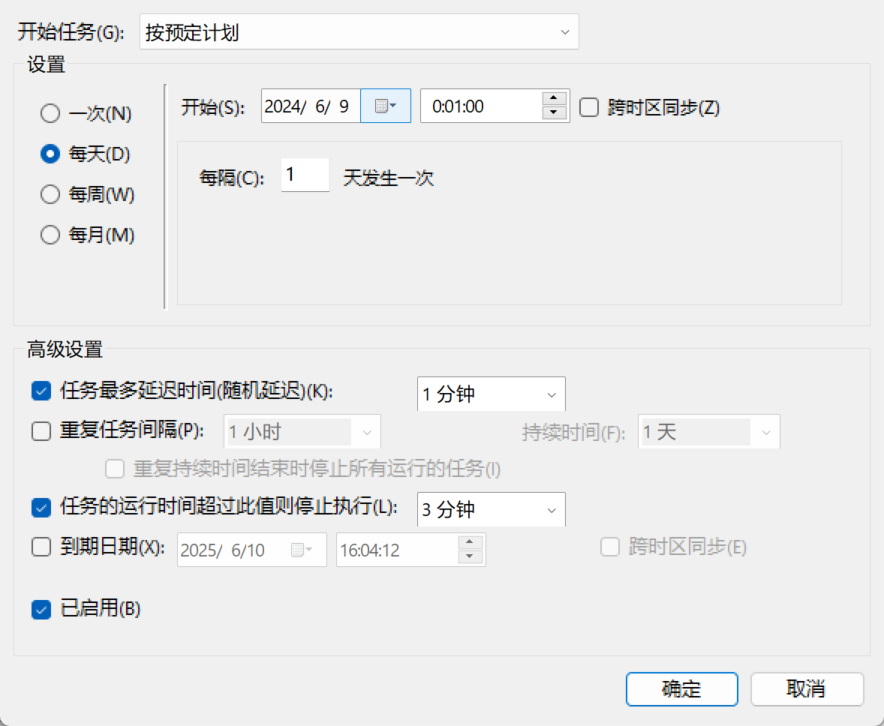 开始任务(G): 按预定计划
设置
一次(N)
每天(D)
每周(W)
每月(M)
开始(S): 2024/ 6/ 9 0:01:00 跨时区同步(Z)
每隔(C): 1 天发生一次
高级设置
任务最多延迟时间(随机延迟)(K): 1 分钟
重复任务间隔(P): 1 小时 持续时间(F): 1 天
重复持续时间结束时停止所有运行的任务(I)
任务的运行时间超过此值则停止执行(L): 3 分钟
到期日期(X): 2025/ 6/10 16:04:12 跨时区同步(E)
已启用(B)
确定 取消